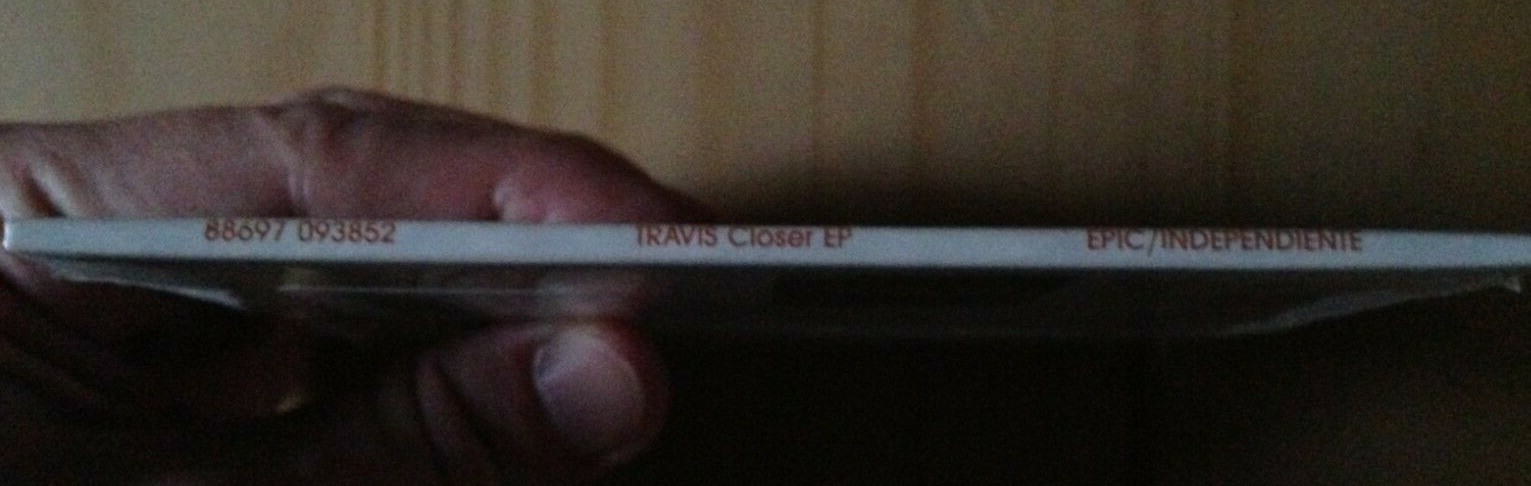 88697 093852 TRAVIS Closer EP EPIC/INDEPENDIENTE